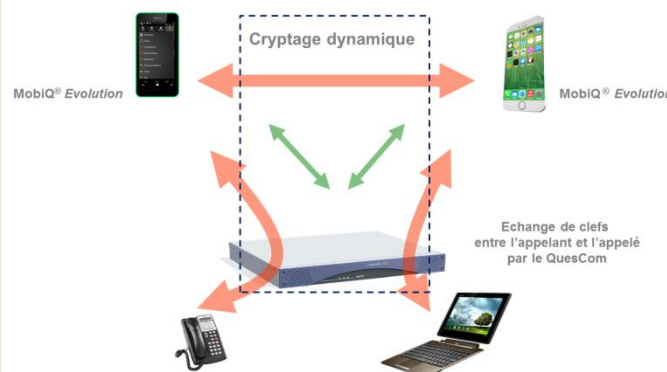 Cryptage dynamique
MobiQ® Evolution
MobiQ® Evolution
Echange de clefs
entre l'appelant et l'appelé
par le QuesCom